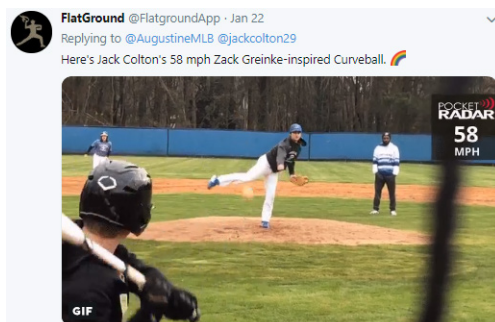 FlatGround @FlatgroundApp · Jan 22
Replying to @AugustineMLB @jackcolton29
Here's Jack Colton's 58 mph Zack Greinke-inspired Curveball. 🌈
POCKET
RADAR
58
MPH
GIF